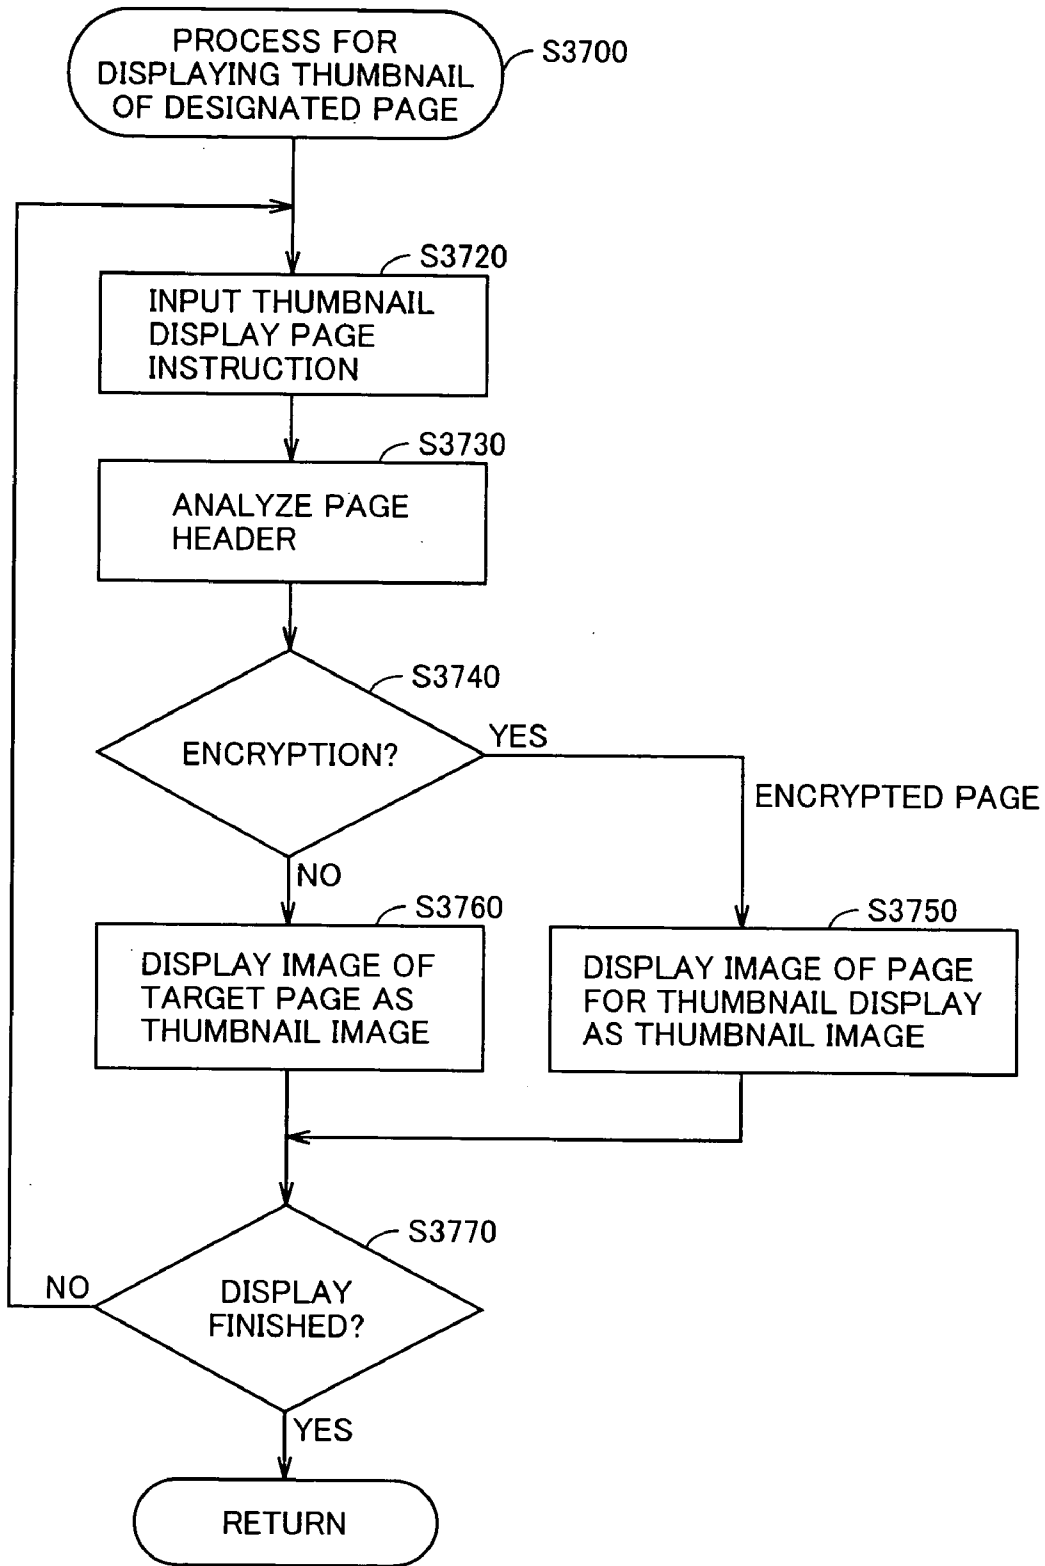 PROCESS FOR
DISPLAYING THUMBNAIL
OF DESIGNATED PAGE
S3700
S3720
INPUT THUMBNAIL
DISPLAY PAGE
INSTRUCTION
S3730
ANALYZE PAGE
HEADER
S3740
ENCRYPTION?
YES
ENCRYPTED PAGE
NO
S3760
DISPLAY IMAGE OF
TARGET PAGE AS
THUMBNAIL IMAGE
S3750
DISPLAY IMAGE OF PAGE
FOR THUMBNAIL DISPLAY
AS THUMBNAIL IMAGE
S3770
DISPLAY
FINISHED?
NO
YES
RETURN